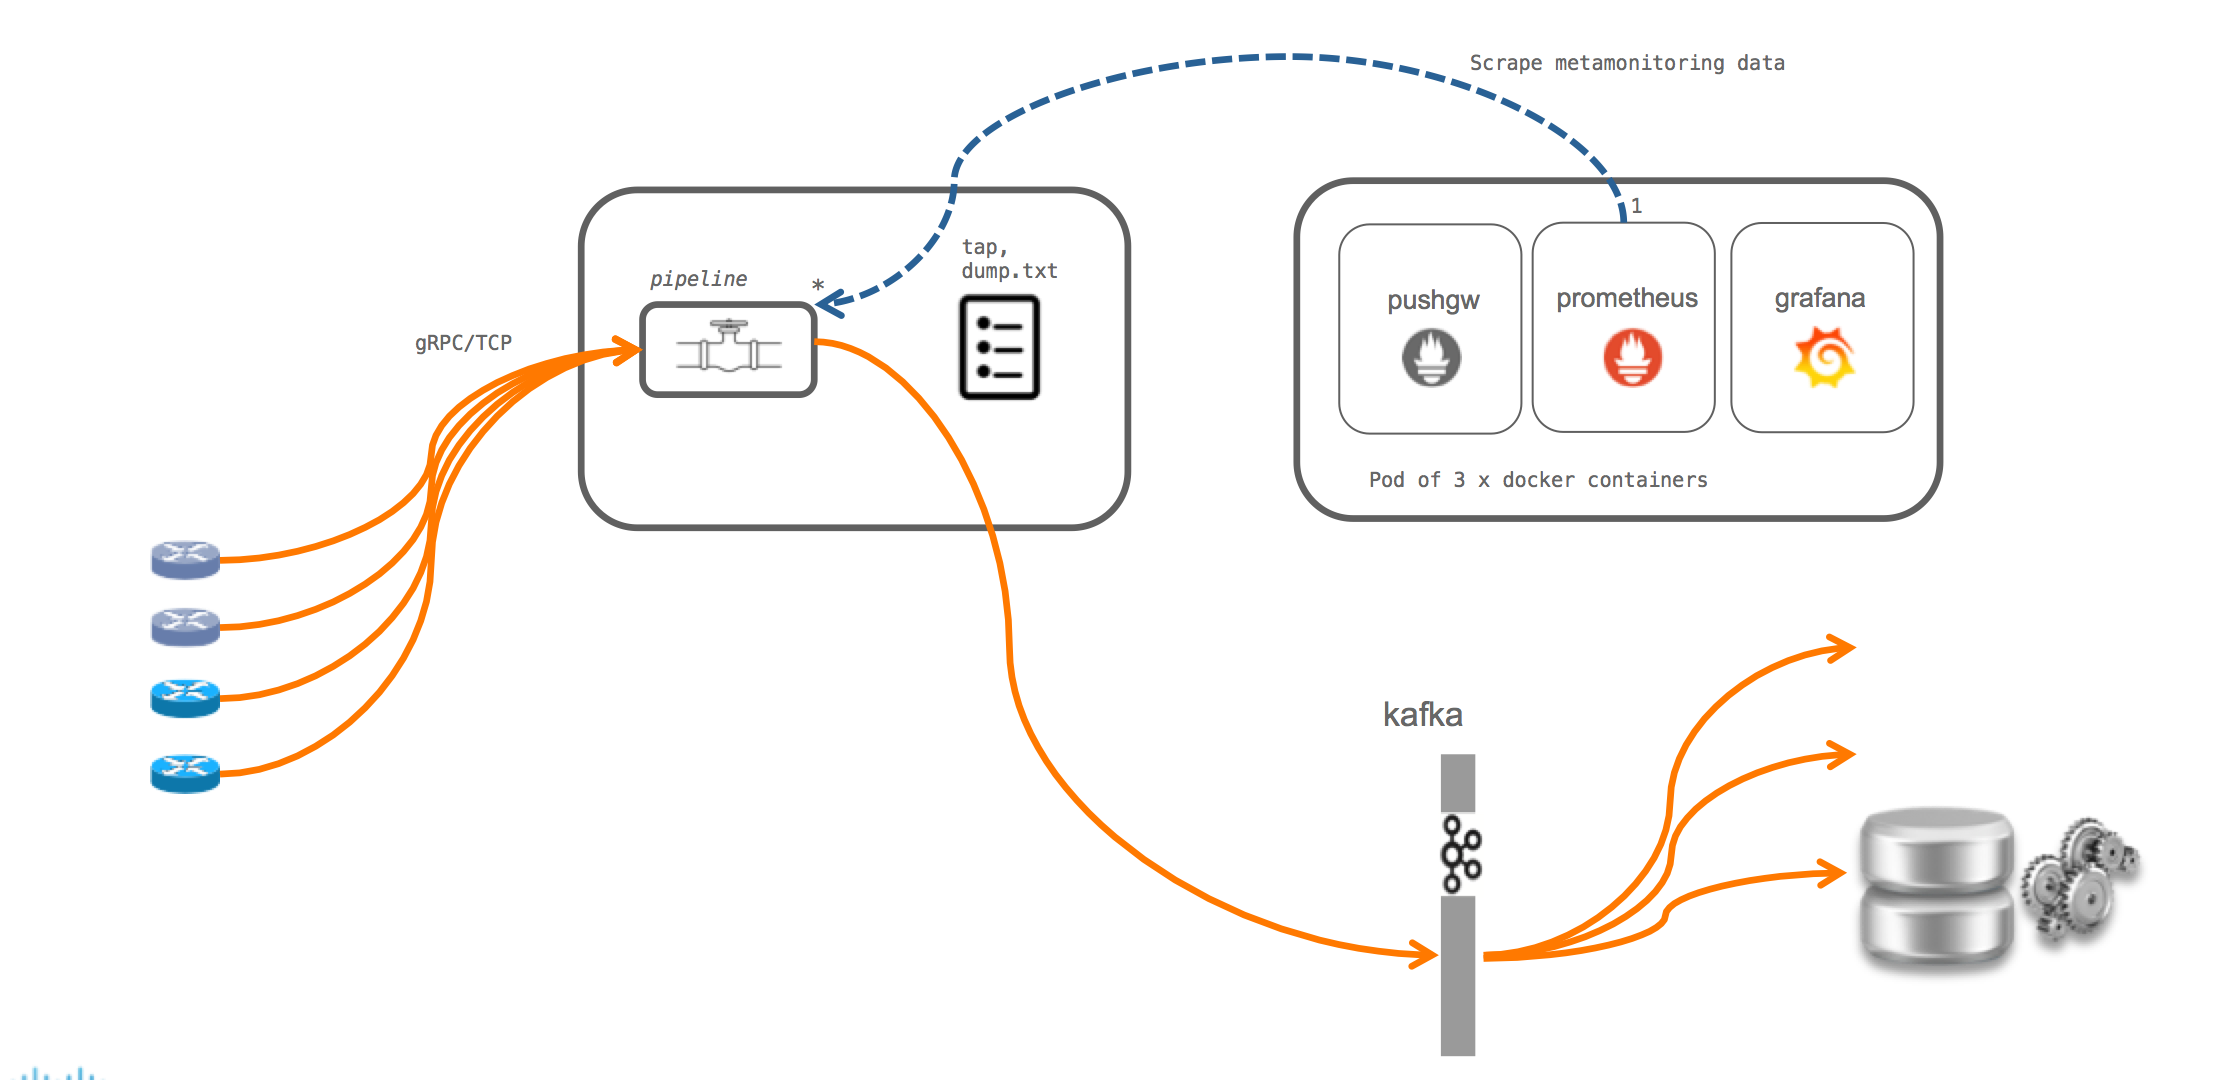 Scrape metamonitoring data
1
tap,
dump.txt
pipeline
*
gRPC/TCP
pushgw
prometheus
grafana
Pod of 3 x docker containers
kafka